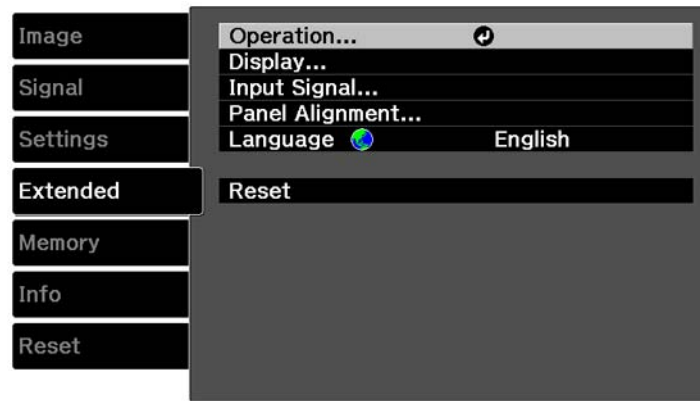 Image
Signal
Settings
Extended
Memory
Info
Reset
Operation...
Display...
Input Signal...
Panel Alignment...
Language English
Reset